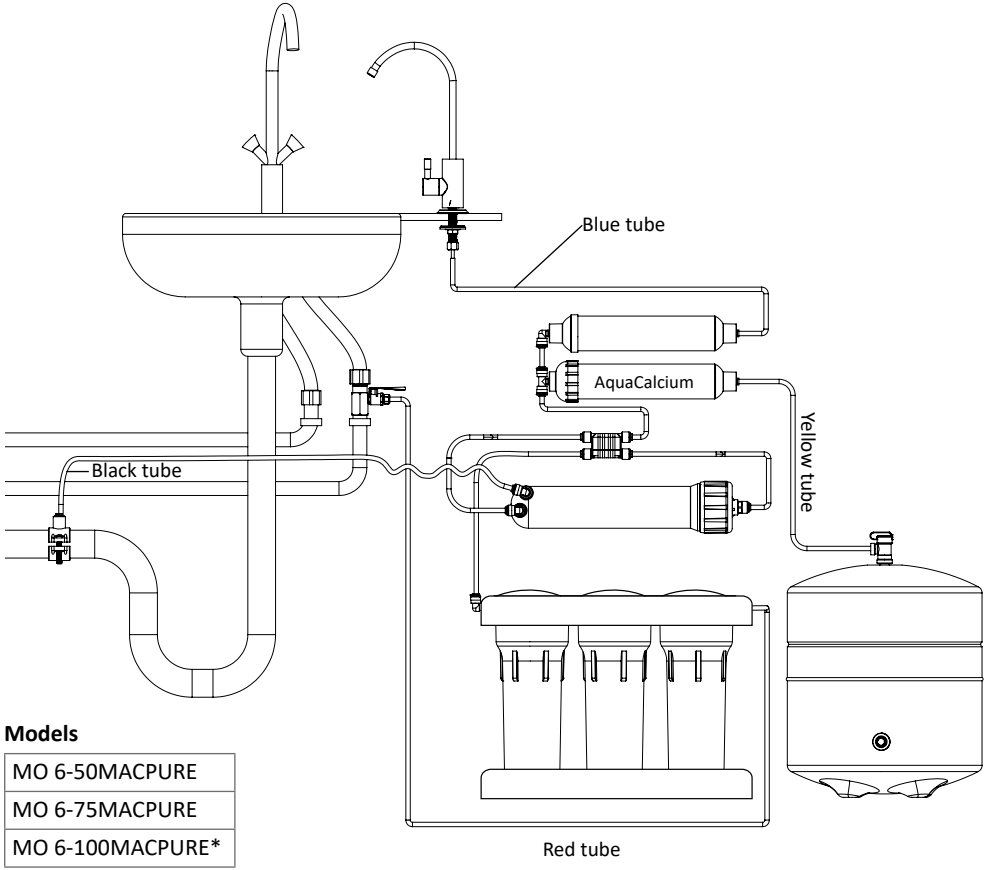 Blue tube
AquaCalcium
Yellow tube
Black tube
Models
MO 6-50MACPURE
MO 6-75MACPURE
MO 6-100MACPURE*
Red tube